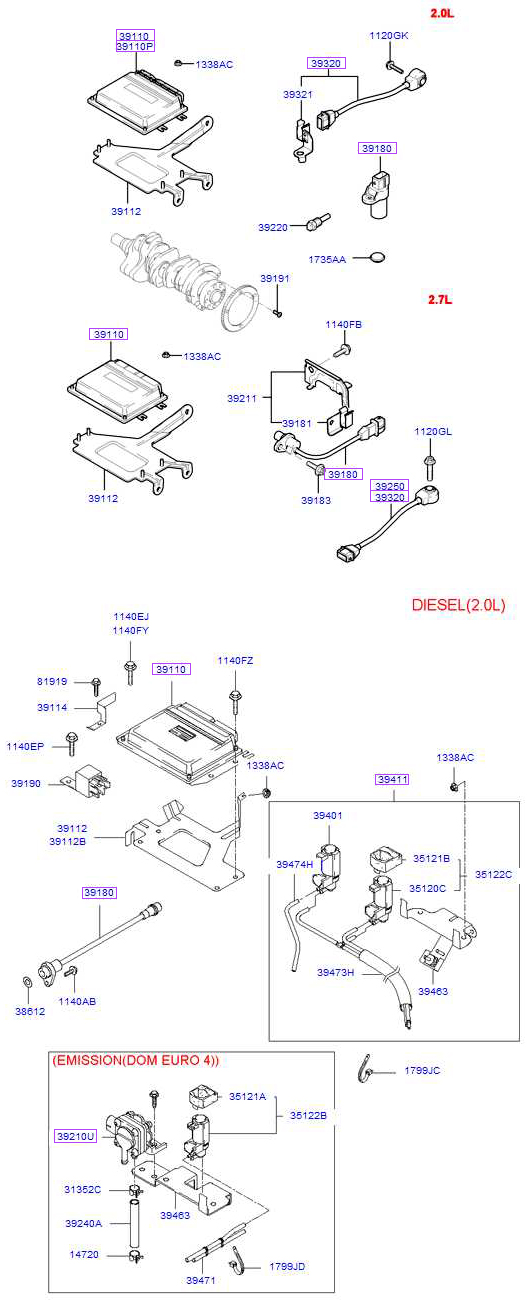 2.0L
39110
39110P
1338AC
1120GK
39320
39321
39180
39112
39220
1735AA
39191
2.7L
1140FB
39110
1338AC
39211
39181
1120GL
39180
39250
39320
39112
39183
DIESEL(2.0L)
1140EJ
1140FY
39110
1140FZ
81919
39114
1140EP
1338AC
1338AC
39190
39411
39401
39112
39112B
35121B
39474H
35122C
35120C
39180
39473H
39463
38612
1140AB
(EMISSION(DOM EURO 4))
1799JC
35121A
35122B
39210U
31352C
39463
39240A
14720
39471
1799JD